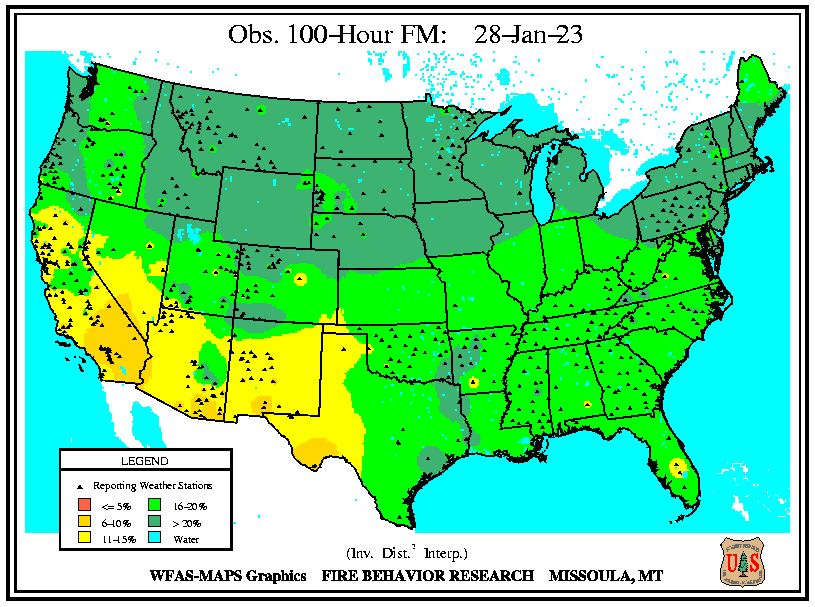 Obs. 100-Hour FM: 28-Jan-23
LEGEND
Reporting Weather Stations
<= 5% 16-20%
6-10% > 20%
11-15% Water
(Inv. Dist.² Interp.)
WFAS-MAPS Graphics FIRE BEHAVIOR RESEARCH MISSOULA, MT
U S